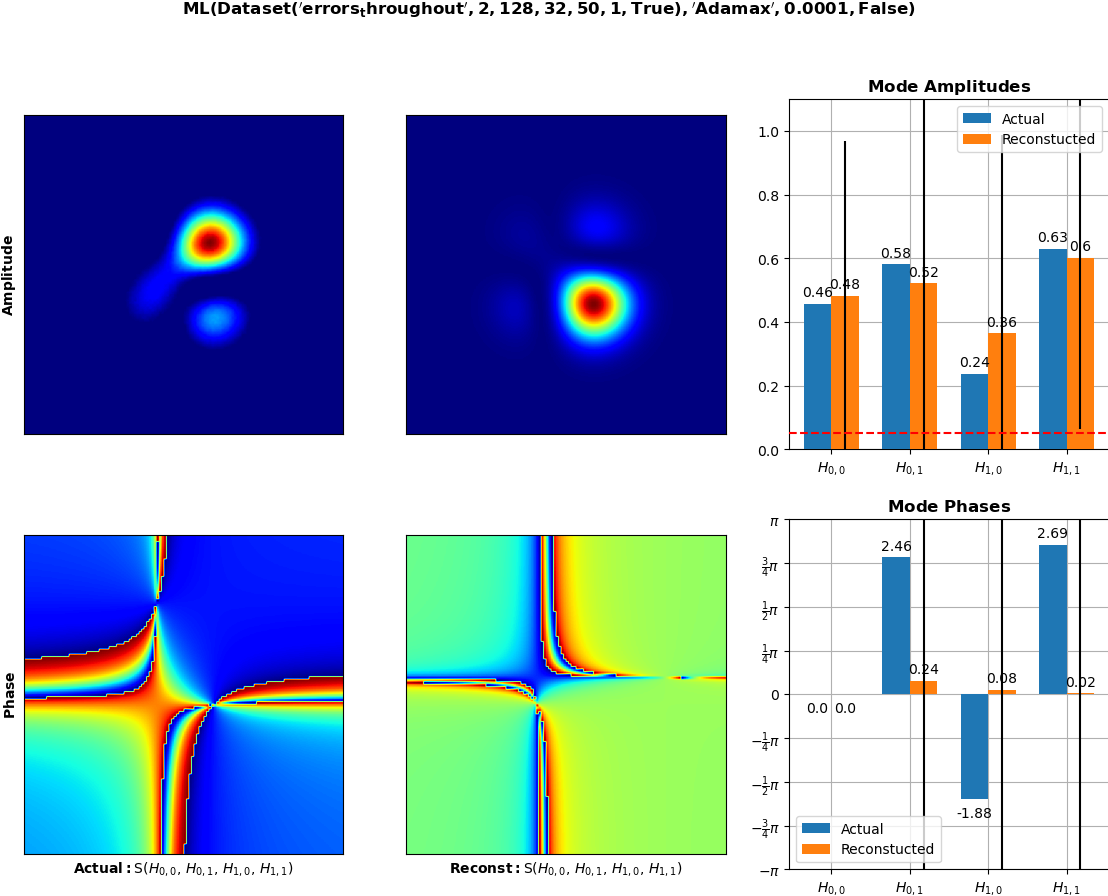 ML(Dataset('errors_throughout', 2, 128, 32, 50, 1, True), 'Adamax', 0.0001, False)
Mode Amplitudes
Amplitude
1.0
0.8
0.6
0.4
0.2
0.0
Actual
Reconstucted
0.46
0.48
0.58
0.52
0.24
0.36
0.63
0.6
H0,0
H0,1
H1,0
H1,1
Mode Phases
Phase
π
3/4π
1/2π
1/4π
0
−1/4π
−1/2π
−3/4π
−π
0.0
0.0
2.46
0.24
-1.88
0.08
2.69
0.02
Actual
Reconstucted
H0,0
H0,1
H1,0
H1,1
Actual: S(H0,0, H0,1, H1,0, H1,1)
Reconst: S(H0,0, H0,1, H1,0, H1,1)